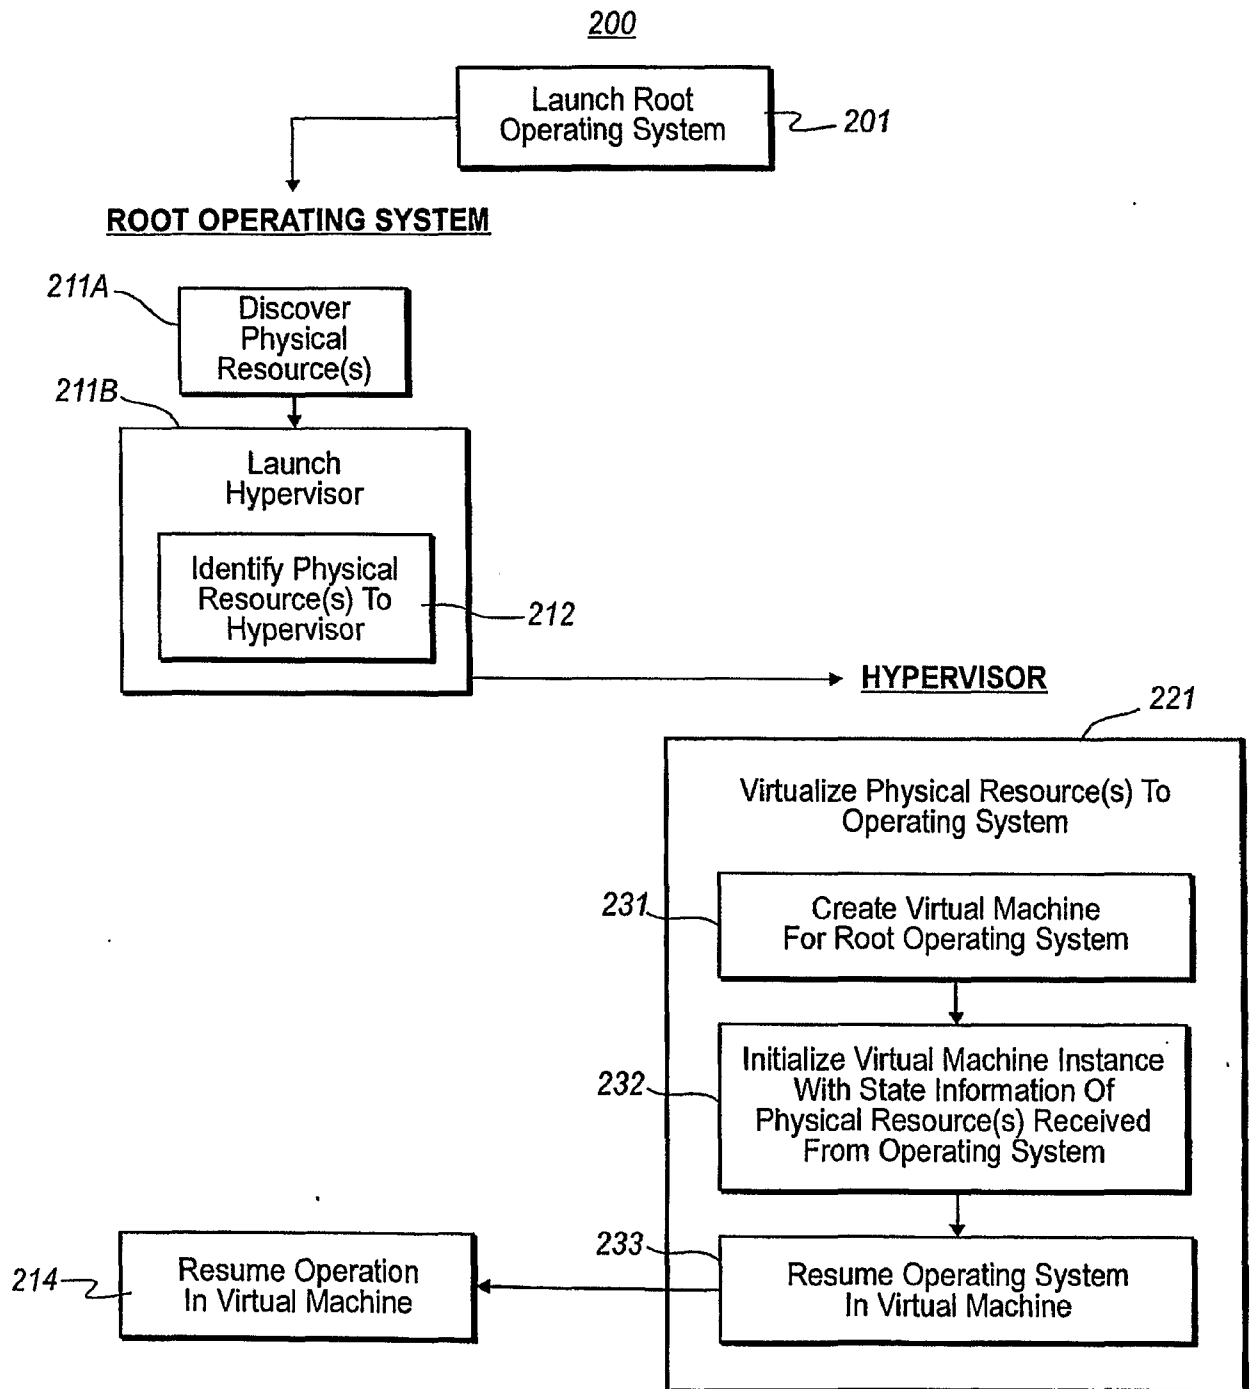 200
Launch Root
Operating System
201
ROOT OPERATING SYSTEM
211A
Discover
Physical
Resource(s)
211B
Launch
Hypervisor
Identify Physical
Resource(s) To
Hypervisor
212
HYPERVISOR
221
Virtualize Physical Resource(s) To
Operating System
231
Create Virtual Machine
For Root Operating System
232
Initialize Virtual Machine Instance
With State Information Of
Physical Resource(s) Received
From Operating System
233
Resume Operating System
In Virtual Machine
214
Resume Operation
In Virtual Machine